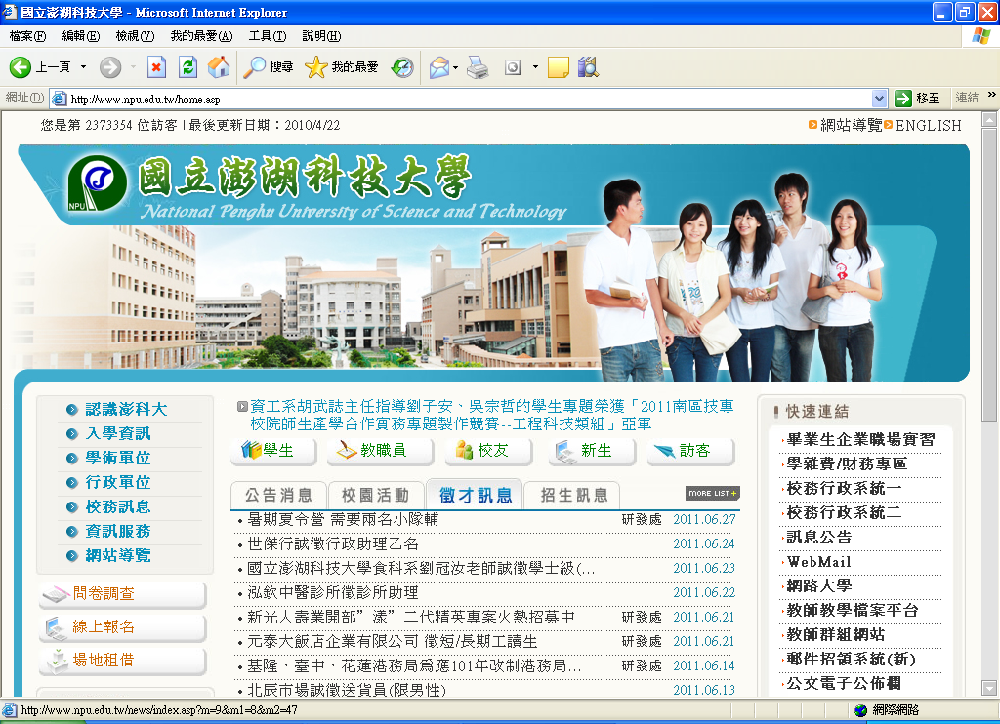 國立澎湖科技大學 - Microsoft Internet Explorer
檔案(F) 編輯(E) 檢視(V) 我的最愛(A) 工具(T) 說明(H)
上一頁 搜尋 我的最愛
網址(D) http://www.npu.edu.tw/home.asp 移至 連結 »
您是第 2373354 位訪客 | 最後更新日期：2010/4/22 網站導覽 ENGLISH
NPU
國立澎湖科技大學
National Penghu University of Science and Technology
認識澎科大
入學資訊
學術單位
行政單位
校務訊息
資訊服務
網站導覽
問卷調查
線上報名
場地租借
資工系胡武誌主任指導劉子安、吳宗哲的學生專題榮獲「2011南區技專
校院師生產學合作實務專題製作競賽--工程科技類組」亞軍
學生 教職員 校友 新生 訪客
公告消息 校園活動 徵才訊息 招生訊息 MORE LIST +
暑期夏令營 需要兩名小隊輔 研發處 2011.06.27
世傑行誠徵行政助理乙名 2011.06.24
國立澎湖科技大學食科系劉冠汝老師誠徵學士級(... 2011.06.23
泓欽中醫診所徵診所助理 2011.06.22
新光人壽業開部”漾”二代精英專案火熱招募中 研發處 2011.06.21
元泰大飯店企業有限公司 徵短/長期工讀生 研發處 2011.06.21
基隆、臺中、花蓮港務局為應101年改制港務局... 研發處 2011.06.14
北辰市場誠徵送貨員(限男性) 2011.06.13
快速連結
畢業生企業職場實習
學雜費/財務專區
校務行政系統一
校務行政系統二
訊息公告
WebMail
網路大學
教師教學檔案平台
教師群組網站
郵件招領系統(新)
公文電子公佈欄
http://www.npu.edu.tw/news/index.asp?m=9&m1=8&m2=47 網際網路